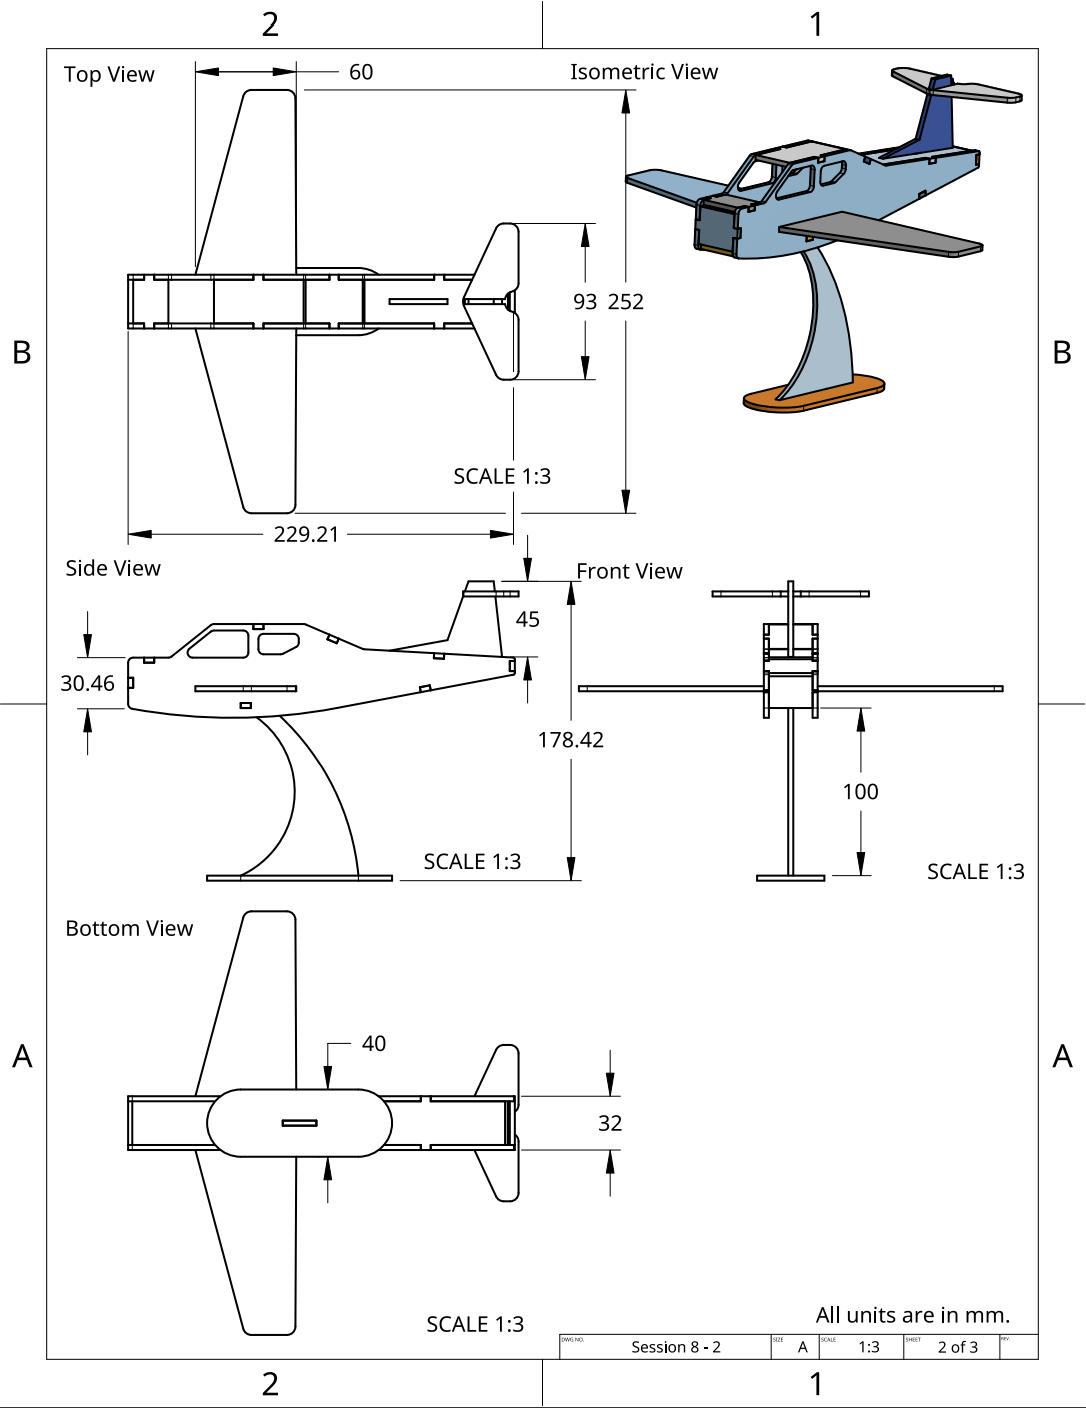 2
1
Top View
60
Isometric View
93
252
B
B
SCALE 1:3
229.21
Side View
Front View
45
30.46
178.42
100
SCALE 1:3
SCALE 1:3
Bottom View
40
A
A
32
All units are in mm.
SCALE 1:3
DWG NO.
Session 8 - 2
SIZE
A
SCALE
1:3
SHEET
2 of 3
REV.
2
1